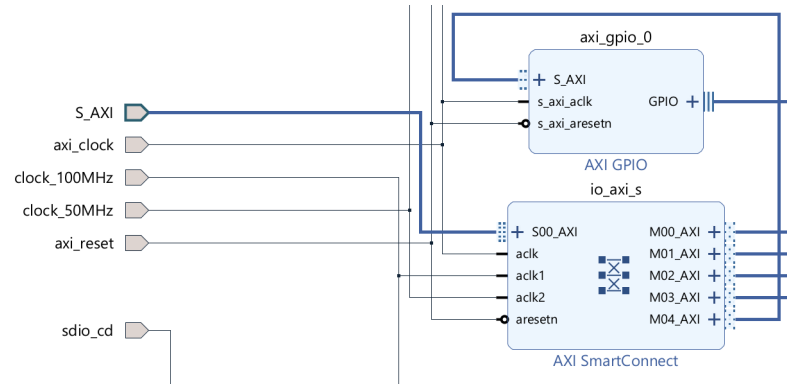 axi_gpio_0
S_AXI
s_axi_aclk
GPIO
s_axi_aresetn
AXI GPIO
S_AXI
axi_clock
clock_100MHz
clock_50MHz
axi_reset
sdio_cd
io_axi_s
S00_AXI
M00_AXI
aclk
M01_AXI
aclk1
M02_AXI
aclk2
M03_AXI
aresetn
M04_AXI
AXI SmartConnect